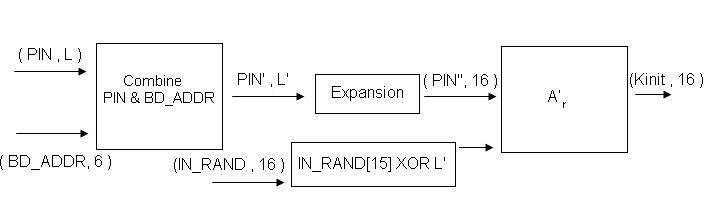 ( PIN , L )
Combine
PIN & BD_ADDR
PIN' , L'
Expansion
( PIN'', 16 )
A'r
(Kinit , 16 )
( BD_ADDR, 6 )
(IN_RAND , 16 )
IN_RAND[15] XOR L'